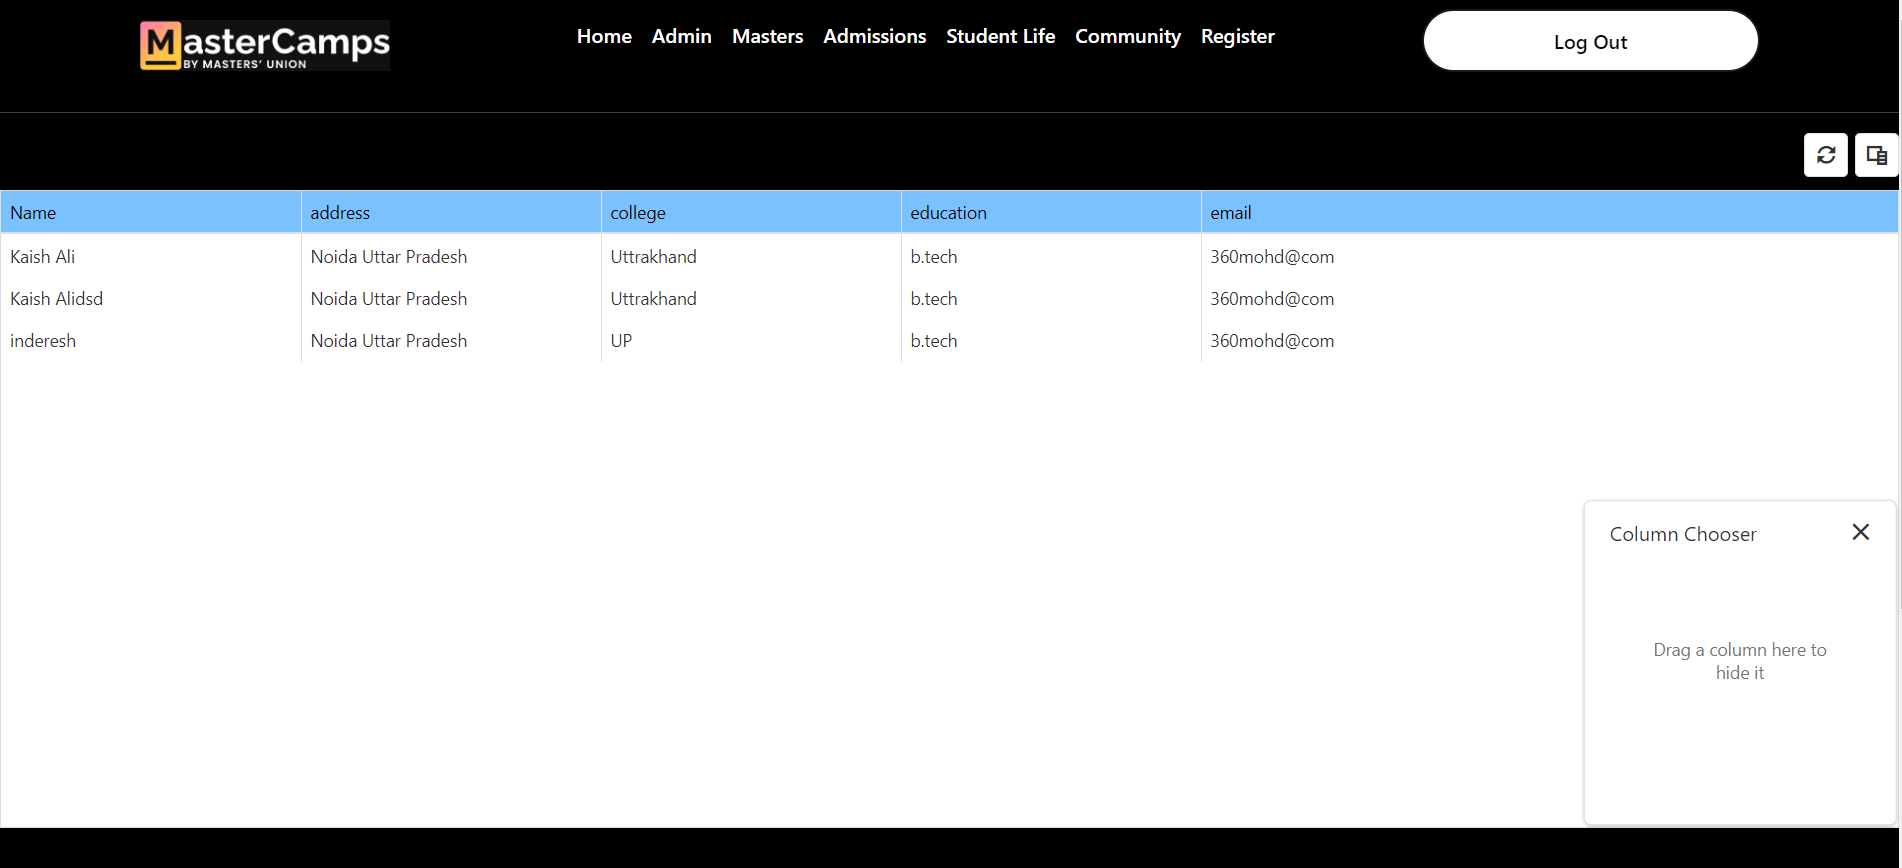 MasterCamps
BY MASTERS' UNION
Home Admin Masters Admissions Student Life Community Register
Log Out
Name address college education email
Kaish Ali Noida Uttar Pradesh Uttrakhand b.tech 360mohd@com
Kaish Alidsd Noida Uttar Pradesh Uttrakhand b.tech 360mohd@com
inderesh Noida Uttar Pradesh UP b.tech 360mohd@com
Column Chooser
Drag a column here to
hide it